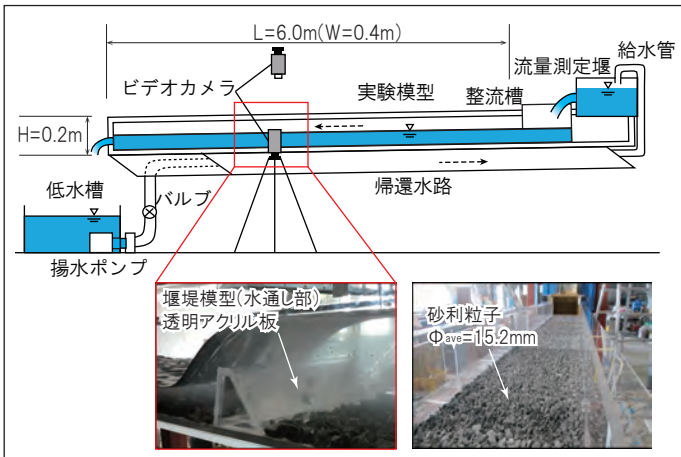 L=6.0m(W=0.4m)
ビデオカメラ
実験模型
整流槽
流量測定堰
給水管
H=0.2m
低水槽
バルブ
帰還水路
揚水ポンプ
堰堤模型(水通し部)
透明アクリル板
砂利粒子
Φave=15.2mm